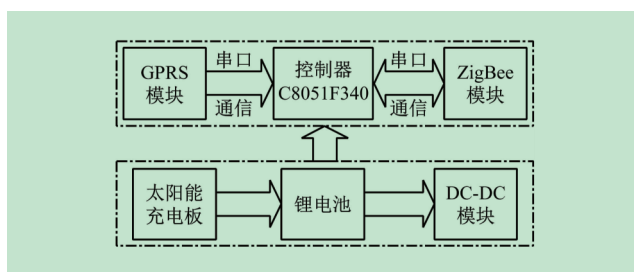 GPRS
模块
串口
通信
控制器
C8051F340
串口
通信
ZigBee
模块
太阳能
充电板
锂电池
DC-DC
模块